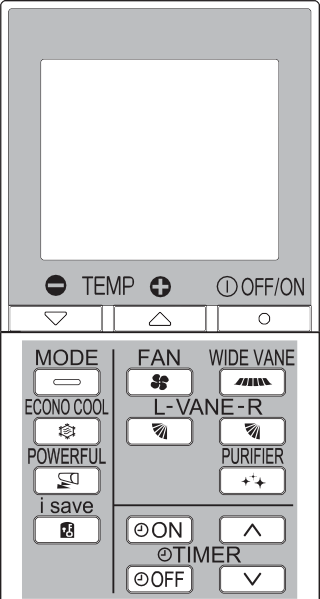 TEMP OFF/ON
MODE FAN WIDE VANE
ECONO COOL L-VANE-R
POWERFUL PURIFIER
i save
ON
TIMER
OFF